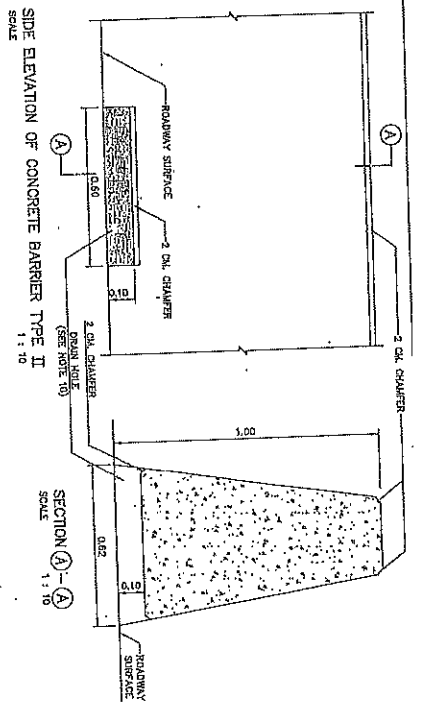 A
2 CM. CHAMFER
ROADWAY SURFACE
2 CM. CHAMFER
0.10
0.60
A
DRAIN HOLE
(SEE NOTE 10)
SIDE ELEVATION OF CONCRETE BARRIER TYPE II
SCALE 1 : 10
1.00
2 CM. CHAMFER
0.10
0.62
ROADWAY
SURFACE
SECTION A - A
SCALE 1 : 10